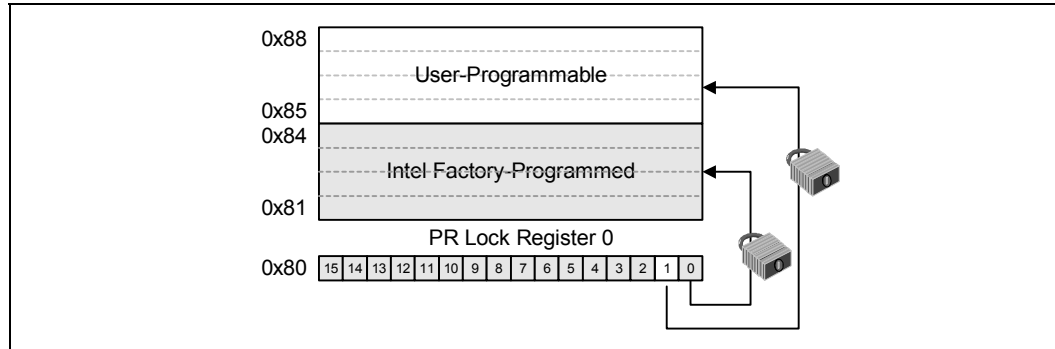 0x88
User-Programmable
0x85
0x84
Intel Factory-Programmed
0x81
PR Lock Register 0
0x80 15 14 13 12 11 10 9 8 7 6 5 4 3 2 1 0